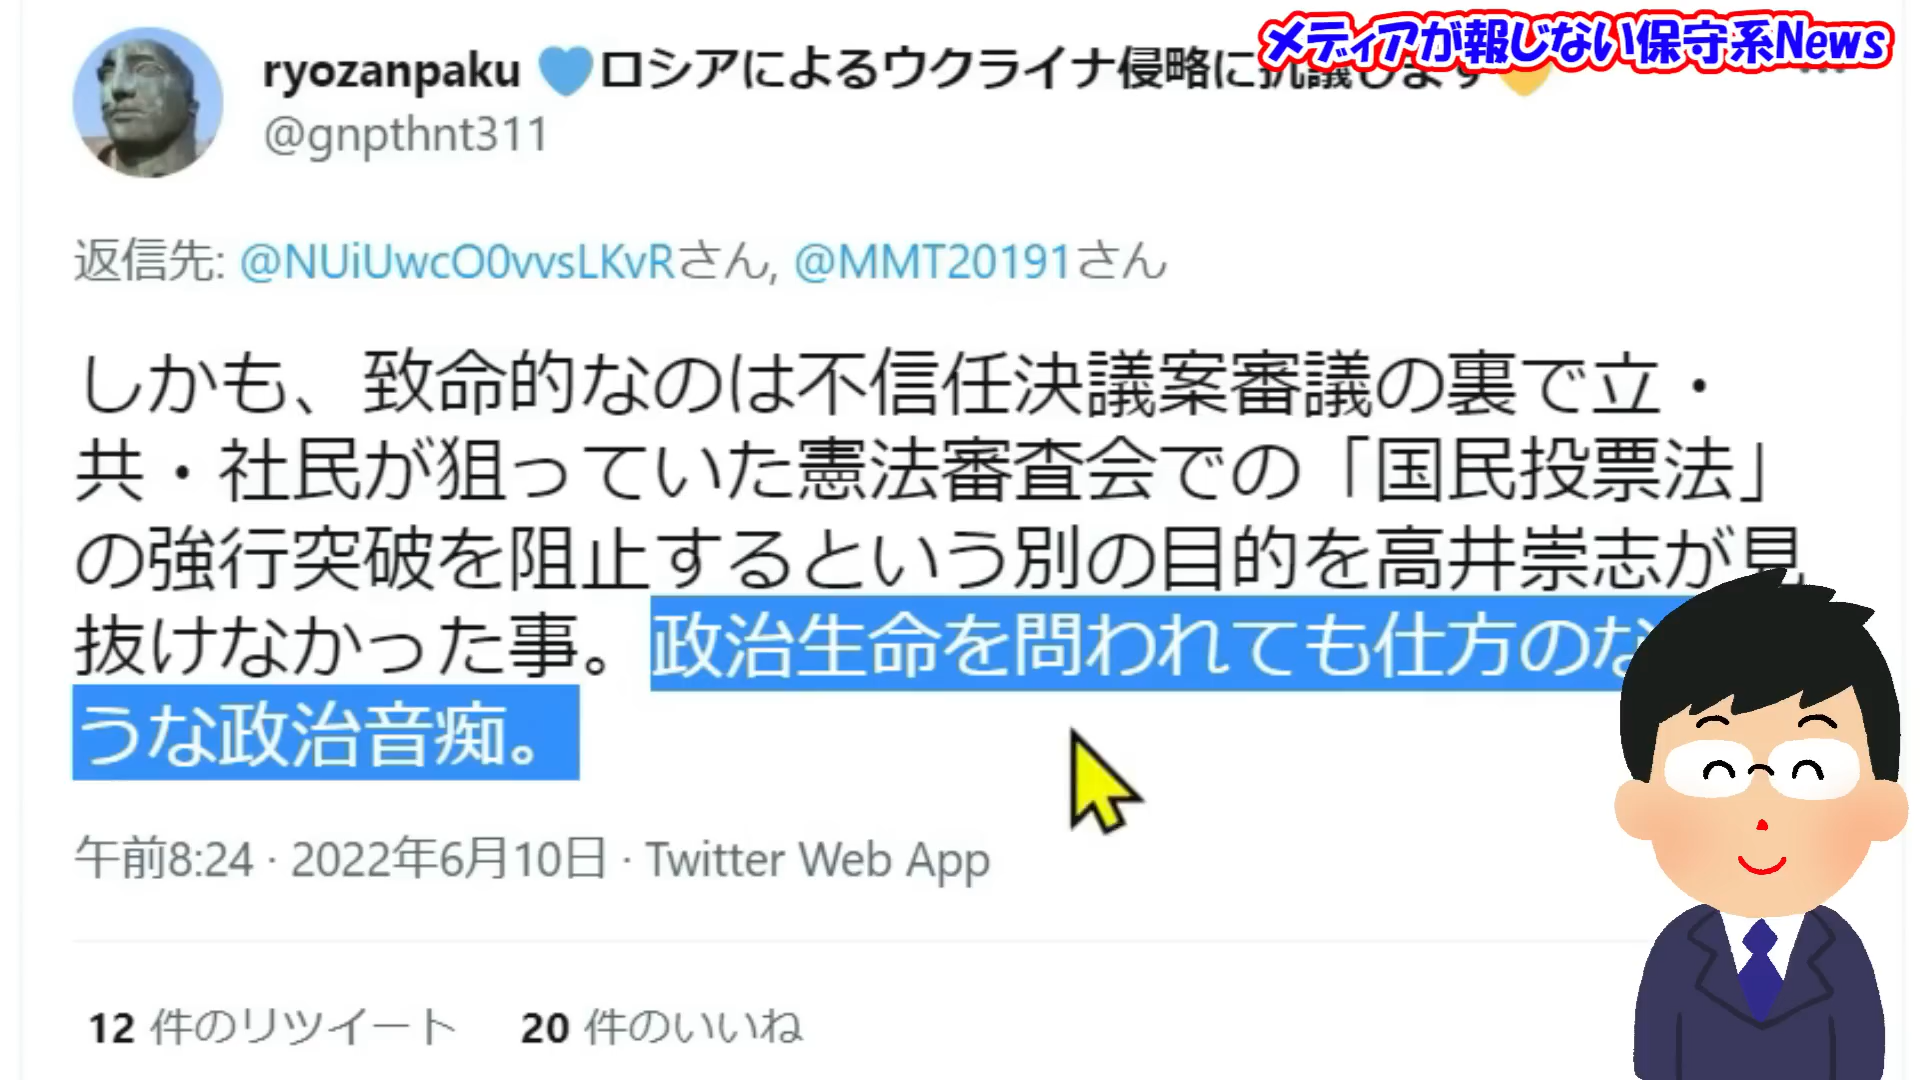 メディアが報じない保守系News
ryozanpaku 💙ロシアによるウクライナ侵略に抗議します💛
@gnpthnt311
返信先: @NUiUwcO0vvsLKvRさん, @MMT20191さん
しかも、致命的なのは不信任決議案審議の裏で立・
共・社民が狙っていた憲法審査会での「国民投票法」
の強行突破を阻止するという別の目的を高井崇志が見
抜けなかった事。政治生命を問われても仕方のな
うな政治音痴。
午前8:24 · 2022年6月10日 · Twitter Web App
12 件のリツイート 20 件のいいね